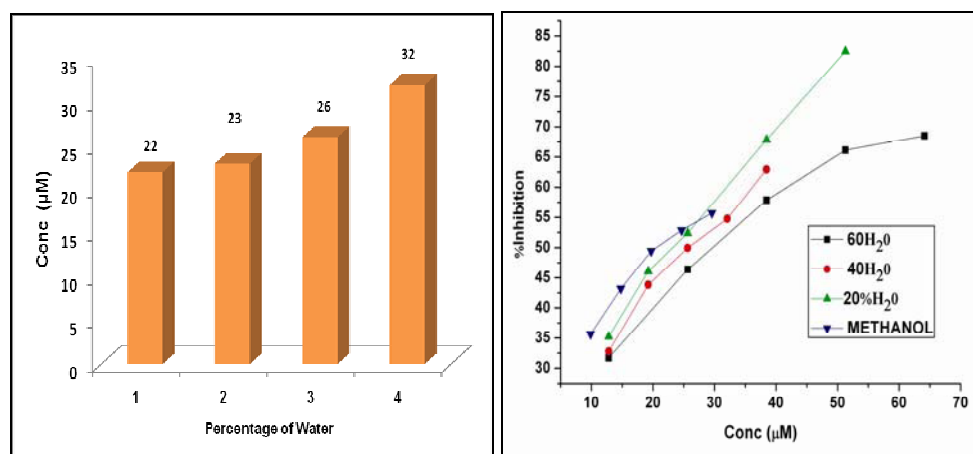 Conc (µM)
35
30
25
20
15
10
5
0
22
23
26
32
1 2 3 4
Percentage of Water
%Inhibition
85
80
75
70
65
60
55
50
45
40
35
30
60H₂0
40H₂0
20%H₂0
METHANOL
10 20 30 40 50 60 70
Conc (µM)